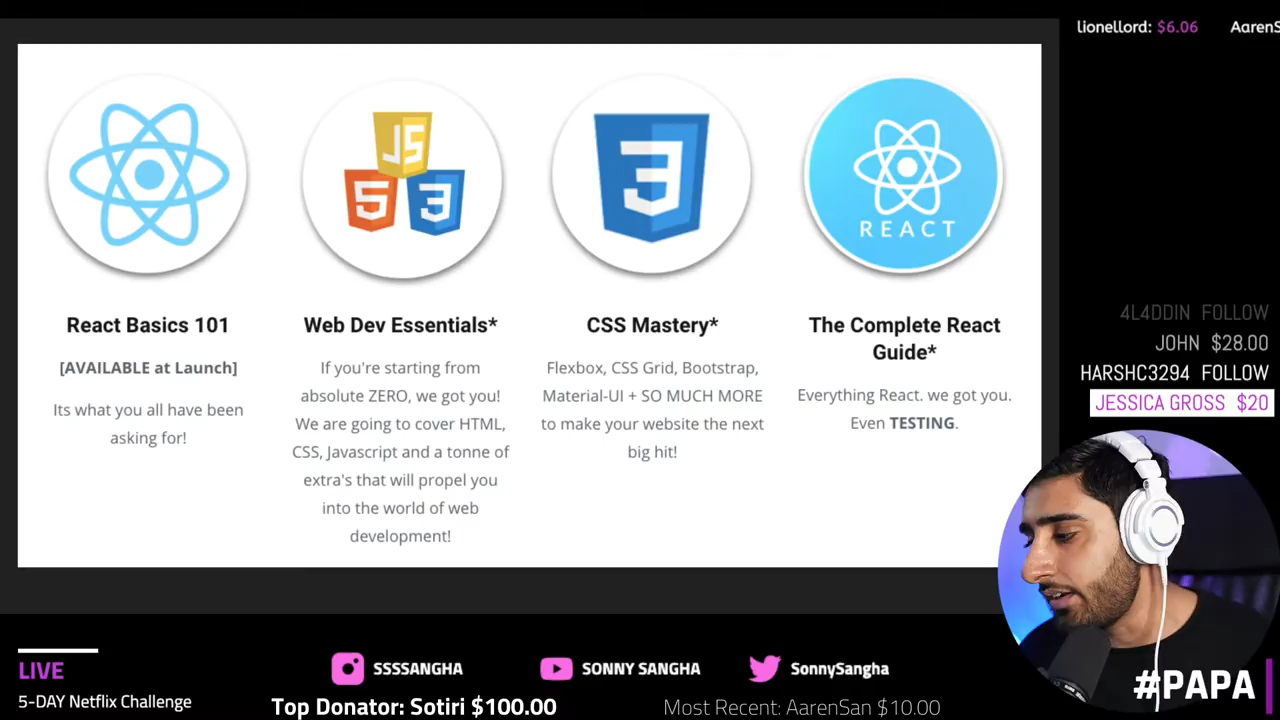 lionellord: $6.06 AarenS
JS
5
3
3
REACT
React Basics 101
[AVAILABLE at Launch]
Its what you all have been
asking for!
Web Dev Essentials*
If you're starting from
absolute ZERO, we got you!
We are going to cover HTML,
CSS, Javascript and a tonne of
extra's that will propel you
into the world of web
development!
CSS Mastery*
Flexbox, CSS Grid, Bootstrap,
Material-UI + SO MUCH MORE
to make your website the next
big hit!
The Complete React
Guide*
Everything React. we got you.
Even TESTING.
4L4DDIN FOLLOW
JOHN $28.00
HARSHC3294 FOLLOW
JESSICA GROSS $20
#PAPA
LIVE
5-DAY Netflix Challenge
SSSSANGHA
SONNY SANGHA
SonnySangha
Top Donator: Sotiri $100.00
Most Recent: AarenSan $10.00